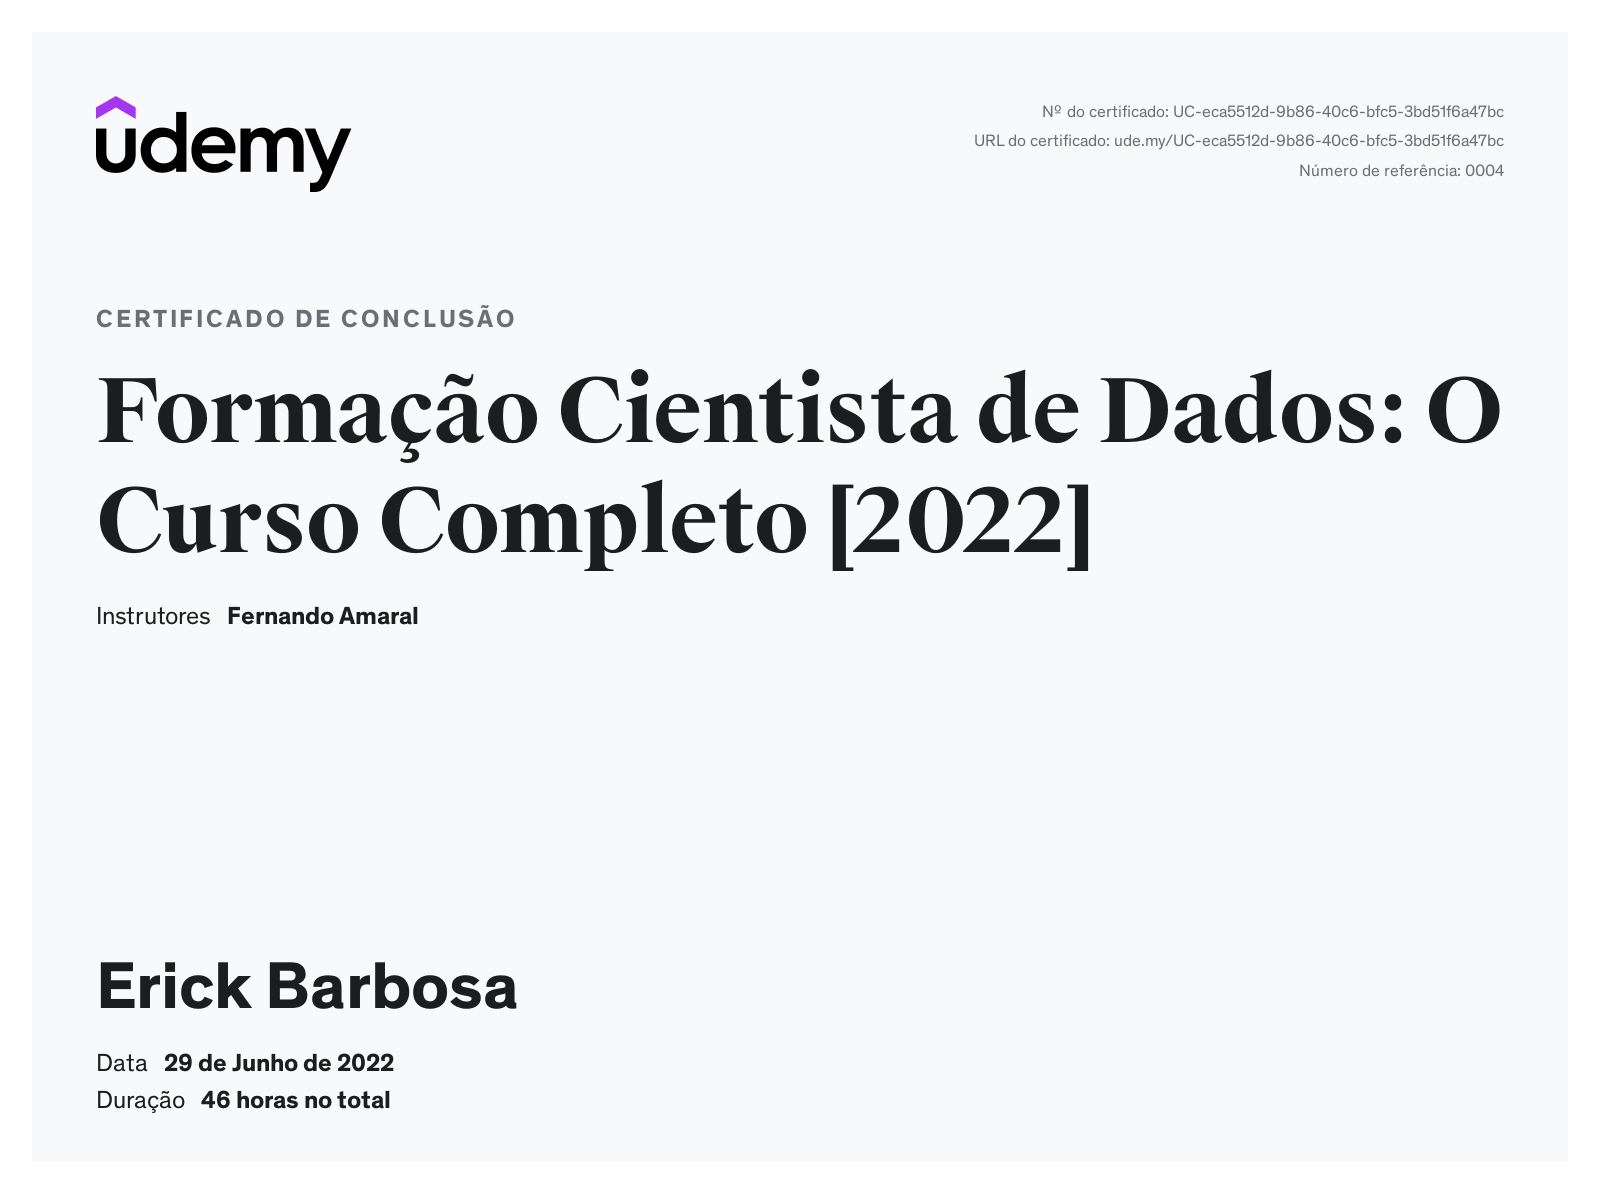 udemy
Nº do certificado: UC-eca5512d-9b86-40c6-bfc5-3bd51f6a47bc
URL do certificado: ude.my/UC-eca5512d-9b86-40c6-bfc5-3bd51f6a47bc
Número de referência: 0004
CERTIFICADO DE CONCLUSÃO
Formação Cientista de Dados: O
Curso Completo [2022]
Instrutores Fernando Amaral
Erick Barbosa
Data 29 de Junho de 2022
Duração 46 horas no total